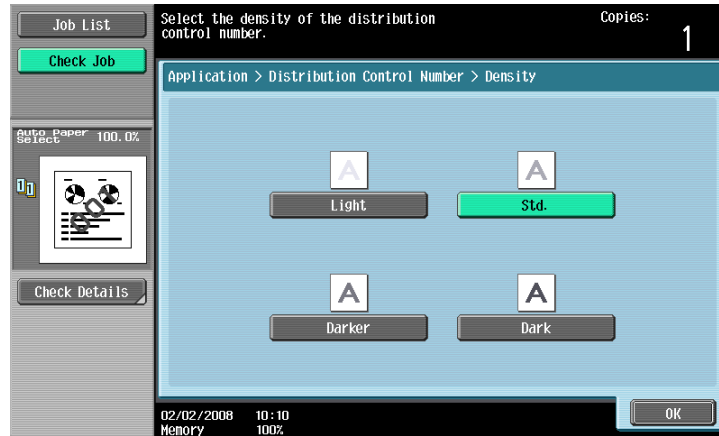 Job List
Check Job
Select the density of the distribution
control number.
Copies:
1
Application > Distribution Control Number > Density
Auto Paper
Select
100.0%
A
Light
A
Std.
A
Darker
A
Dark
Check Details
02/02/2008 10:10
Memory 100%
OK